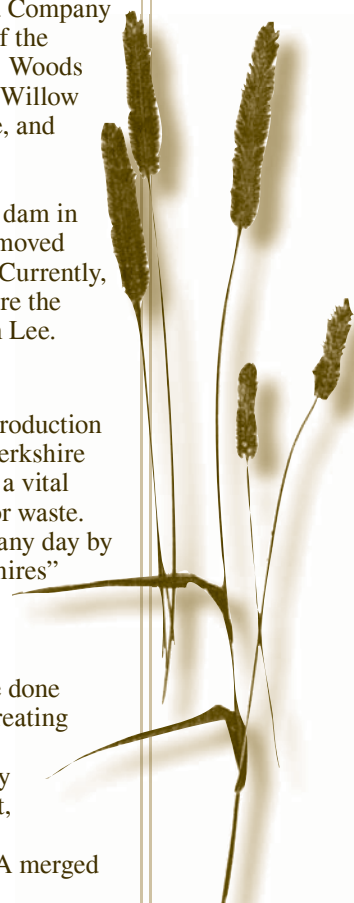 Company
f the
Woods
Willow
e, and
dam in
moved
Currently,
re the
Lee.
roduction
erkshire
a vital
or waste.
any day by
hires”
done
reating
y
t,
A merged